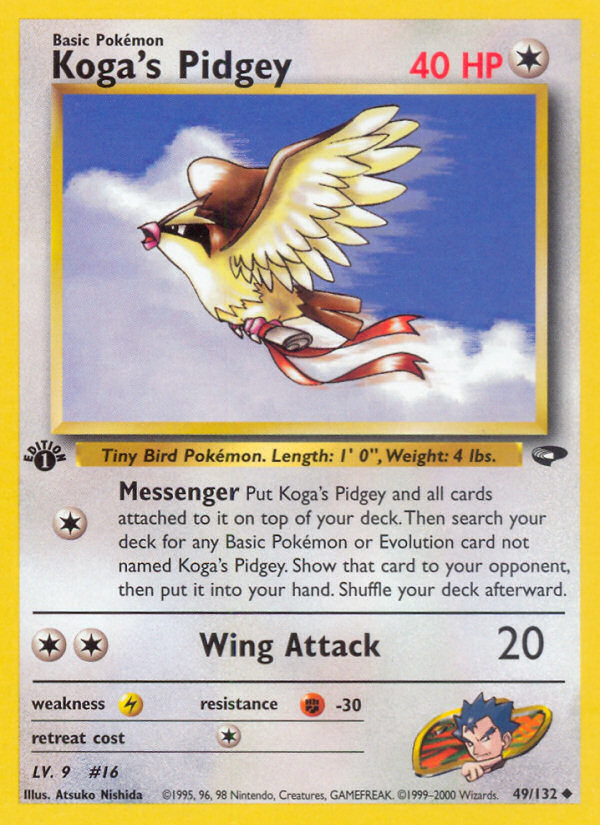 Basic Pokémon
Koga's Pidgey 40 HP
EDITION
1
Tiny Bird Pokémon. Length: 1' 0", Weight: 4 lbs.
Messenger Put Koga's Pidgey and all cards
attached to it on top of your deck. Then search your
deck for any Basic Pokémon or Evolution card not
named Koga's Pidgey. Show that card to your opponent,
then put it into your hand. Shuffle your deck afterward.
Wing Attack 20
weakness resistance -30
retreat cost
LV. 9 #16
Illus. Atsuko Nishida ©1995, 96, 98 Nintendo, Creatures, GAMEFREAK. ©1999-2000 Wizards. 49/132